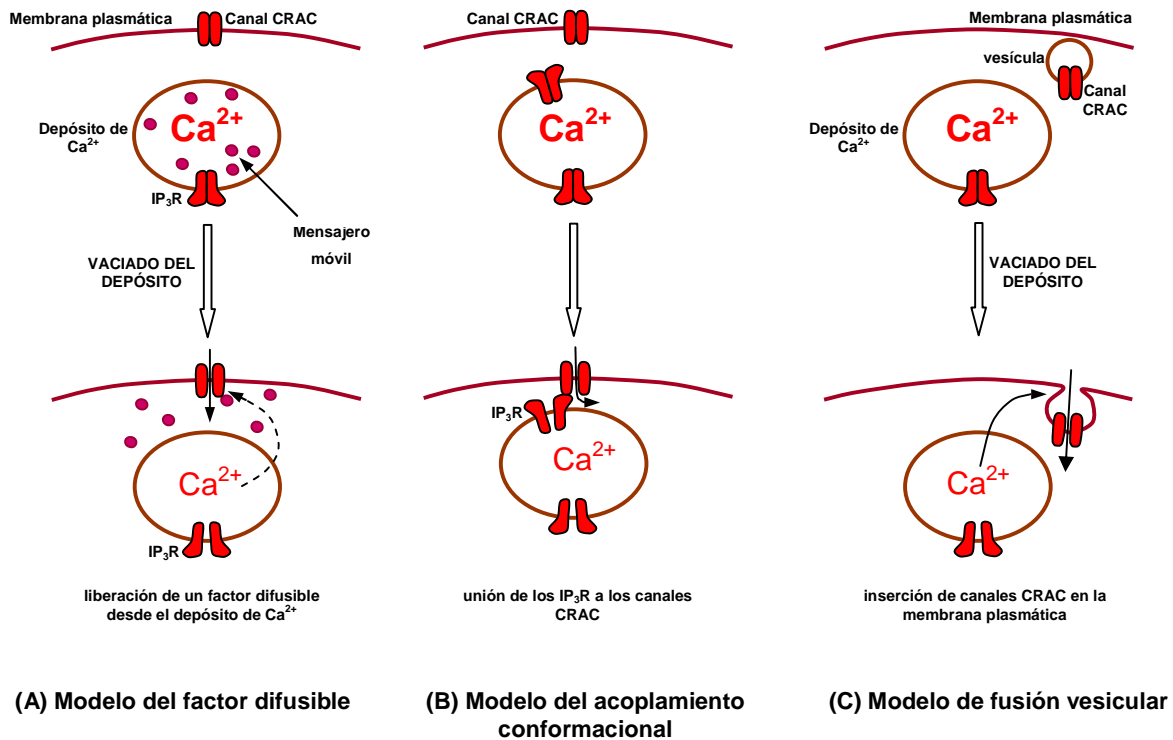 Membrana plasmática
Canal CRAC
Ca2+
Depósito de
Ca2+
IP3R
Mensajero
móvil
VACIADO DEL
DEPÓSITO
Ca2+
IP3R
liberación de un factor difusible
desde el depósito de Ca2+
(A) Modelo del factor difusible
Canal CRAC
Ca2+
IP3R
Ca2+
unión de los IP3R a los canales
CRAC
(B) Modelo del acoplamiento
conformacional
Membrana plasmática
vesícula
Canal
CRAC
Depósito de
Ca2+
Ca2+
VACIADO DEL
DEPÓSITO
Ca2+
inserción de canales CRAC en la
membrana plasmática
(C) Modelo de fusión vesicular